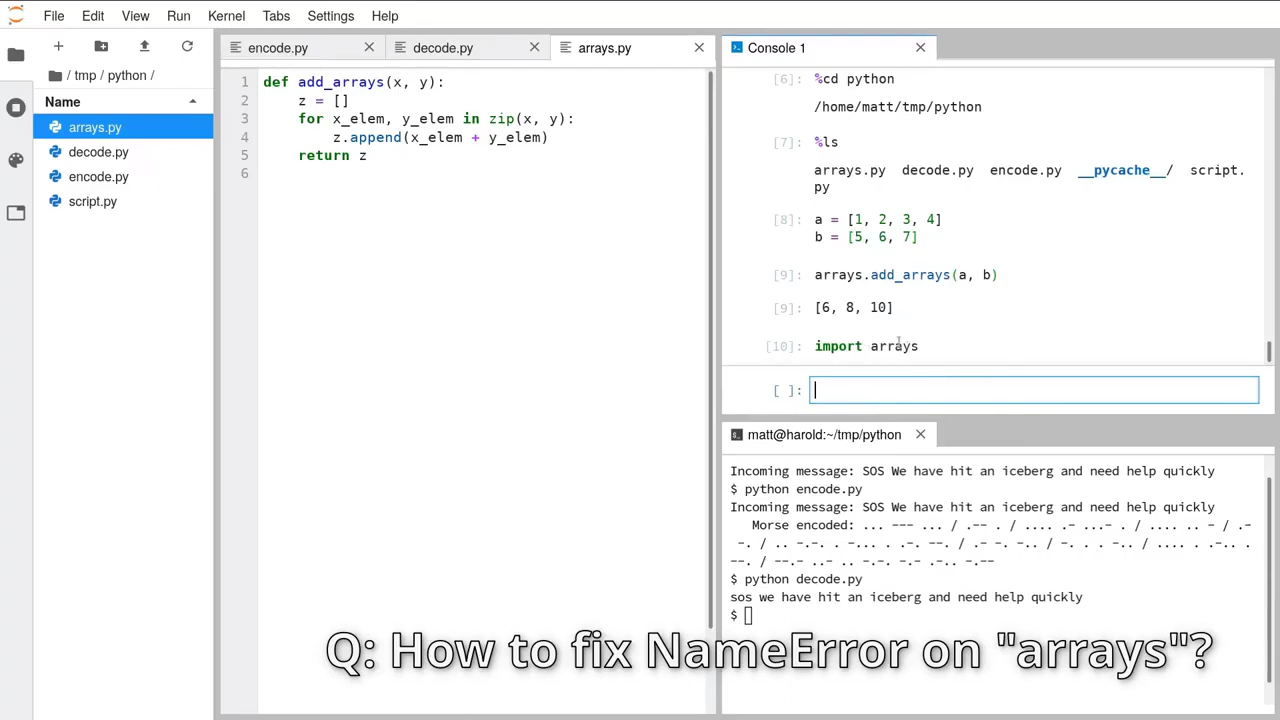 File Edit View Run Kernel Tabs Settings Help
/ tmp / python /
Name
arrays.py
decode.py
encode.py
script.py
encode.py
decode.py
arrays.py
1 def add_arrays(x, y):
2     z = []
3     for x_elem, y_elem in zip(x, y):
4         z.append(x_elem + y_elem)
5     return z
6
Console 1
[6]: %cd python
/home/matt/tmp/python
[7]: %ls
arrays.py  decode.py  encode.py  __pycache__/  script.
py
[8]: a = [1, 2, 3, 4]
b = [5, 6, 7]
[9]: arrays.add_arrays(a, b)
[9]: [6, 8, 10]
[10]: import arrays
[ ]:
matt@harold:~/tmp/python
Incoming message: SOS We have hit an iceberg and need help quickly
$ python encode.py
Incoming message: SOS We have hit an iceberg and need help quickly
   Morse encoded: ... --- ... / .-- . / .... .- ...- . / .... .. - / .-
 -. / .. -.-. . -... . .-. --. / .- -. -.. / -. . . -.. / .... . .-.. .
--. / --.- ..- .. -.-. -.- .-.. -.--
$ python decode.py
sos we have hit an iceberg and need help quickly
$
Q: How to fix NameError on "arrays"?